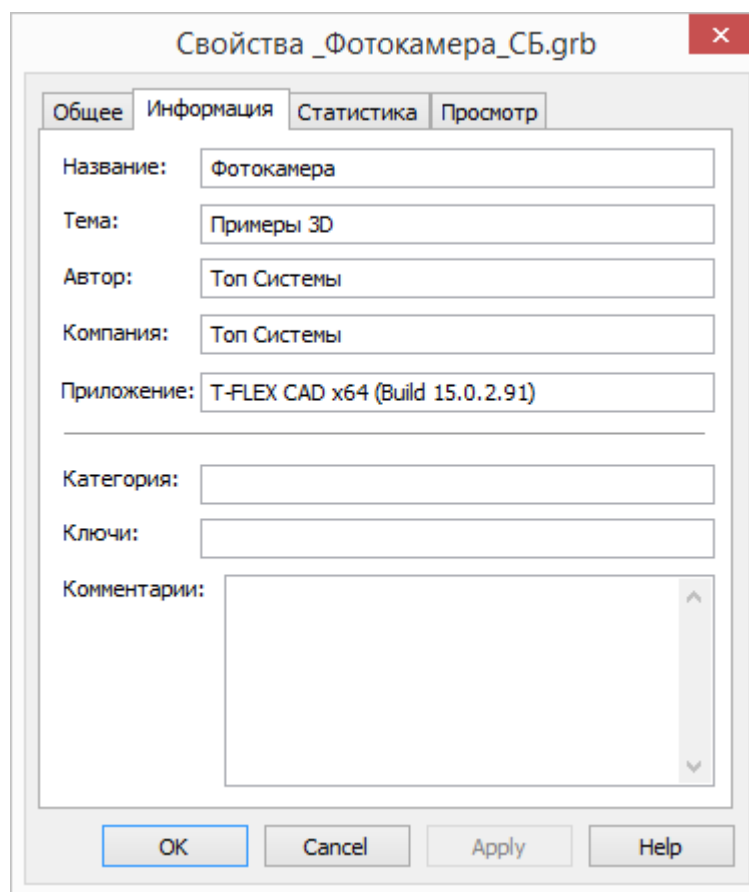 Свойства _Фотокамера_СБ.grb
Общее Информация Статистика Просмотр
Название: Фотокамера
Тема: Примеры 3D
Автор: Топ Системы
Компания: Топ Системы
Приложение: T-FLEX CAD x64 (Build 15.0.2.91)
Категория:
Ключи:
Комментарии:
OK Cancel Apply Help